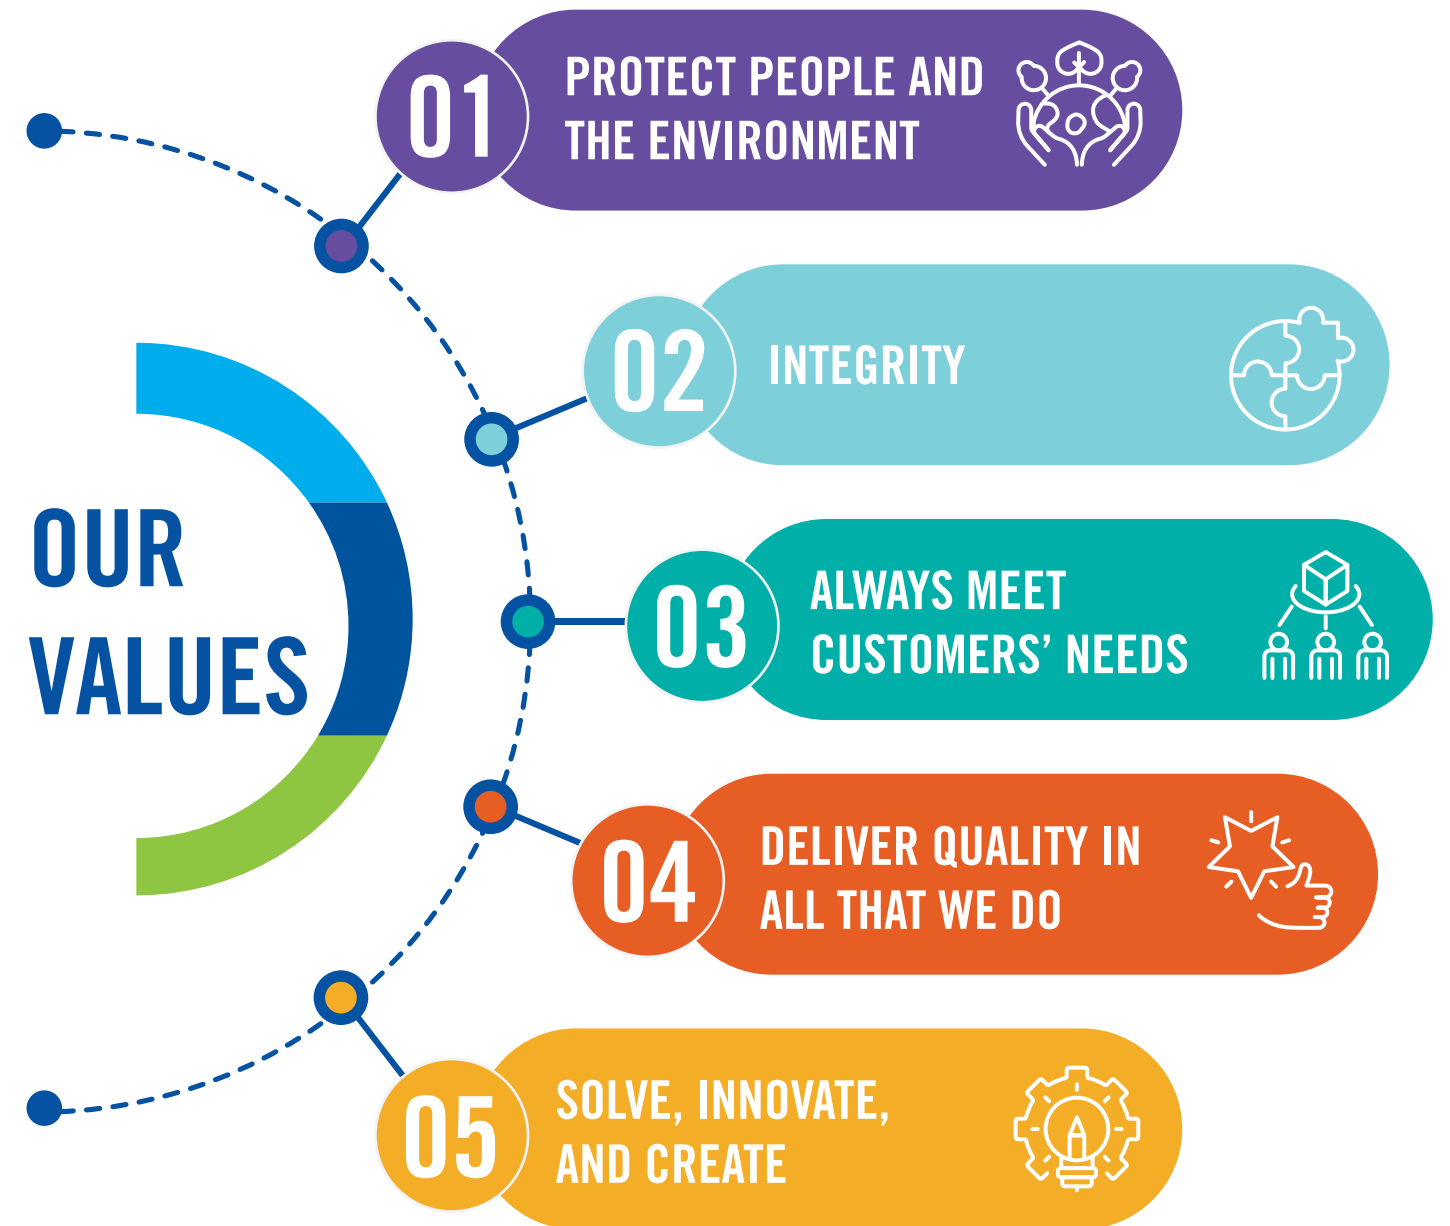 01
PROTECT PEOPLE AND
THE ENVIRONMENT
02
INTEGRITY
OUR
VALUES
03
ALWAYS MEET
CUSTOMERS’ NEEDS
04
DELIVER QUALITY IN
ALL THAT WE DO
05
SOLVE, INNOVATE,
AND CREATE